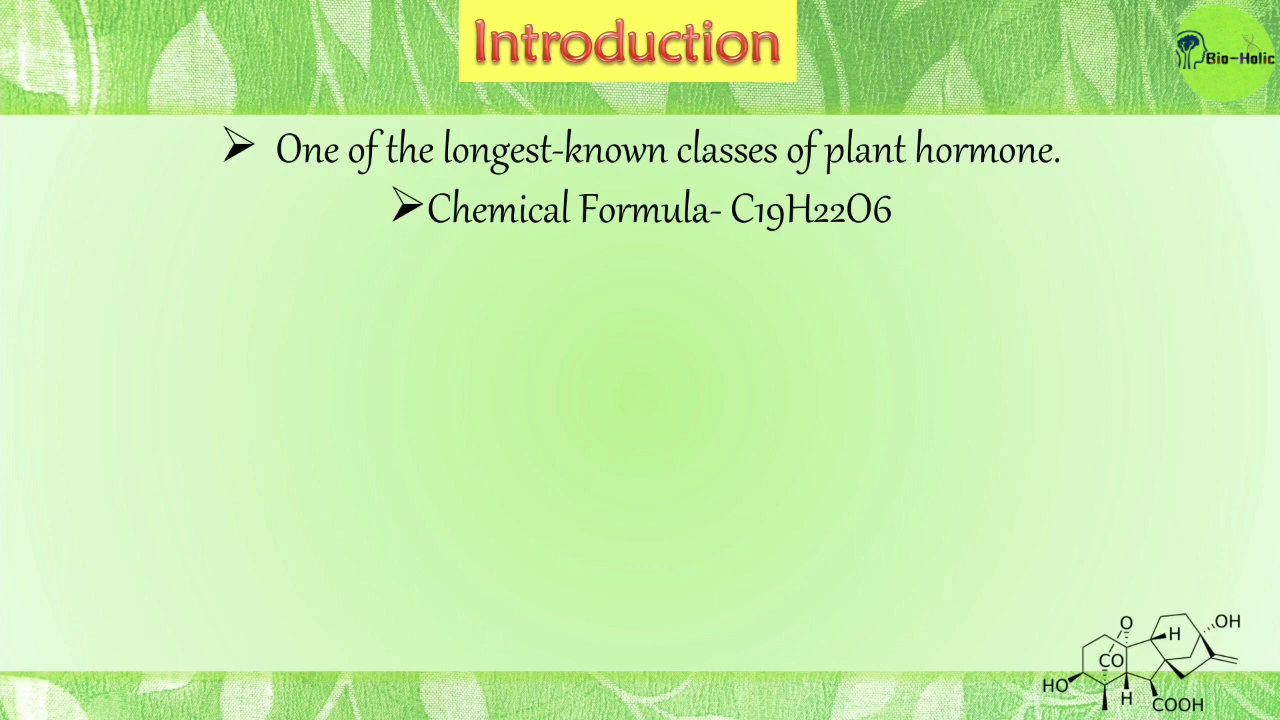 Introduction
Bio-Holic
➢ One of the longest-known classes of plant hormone.
➢Chemical Formula- C19H22O6
O
H
OH
CO
HO
H
COOH